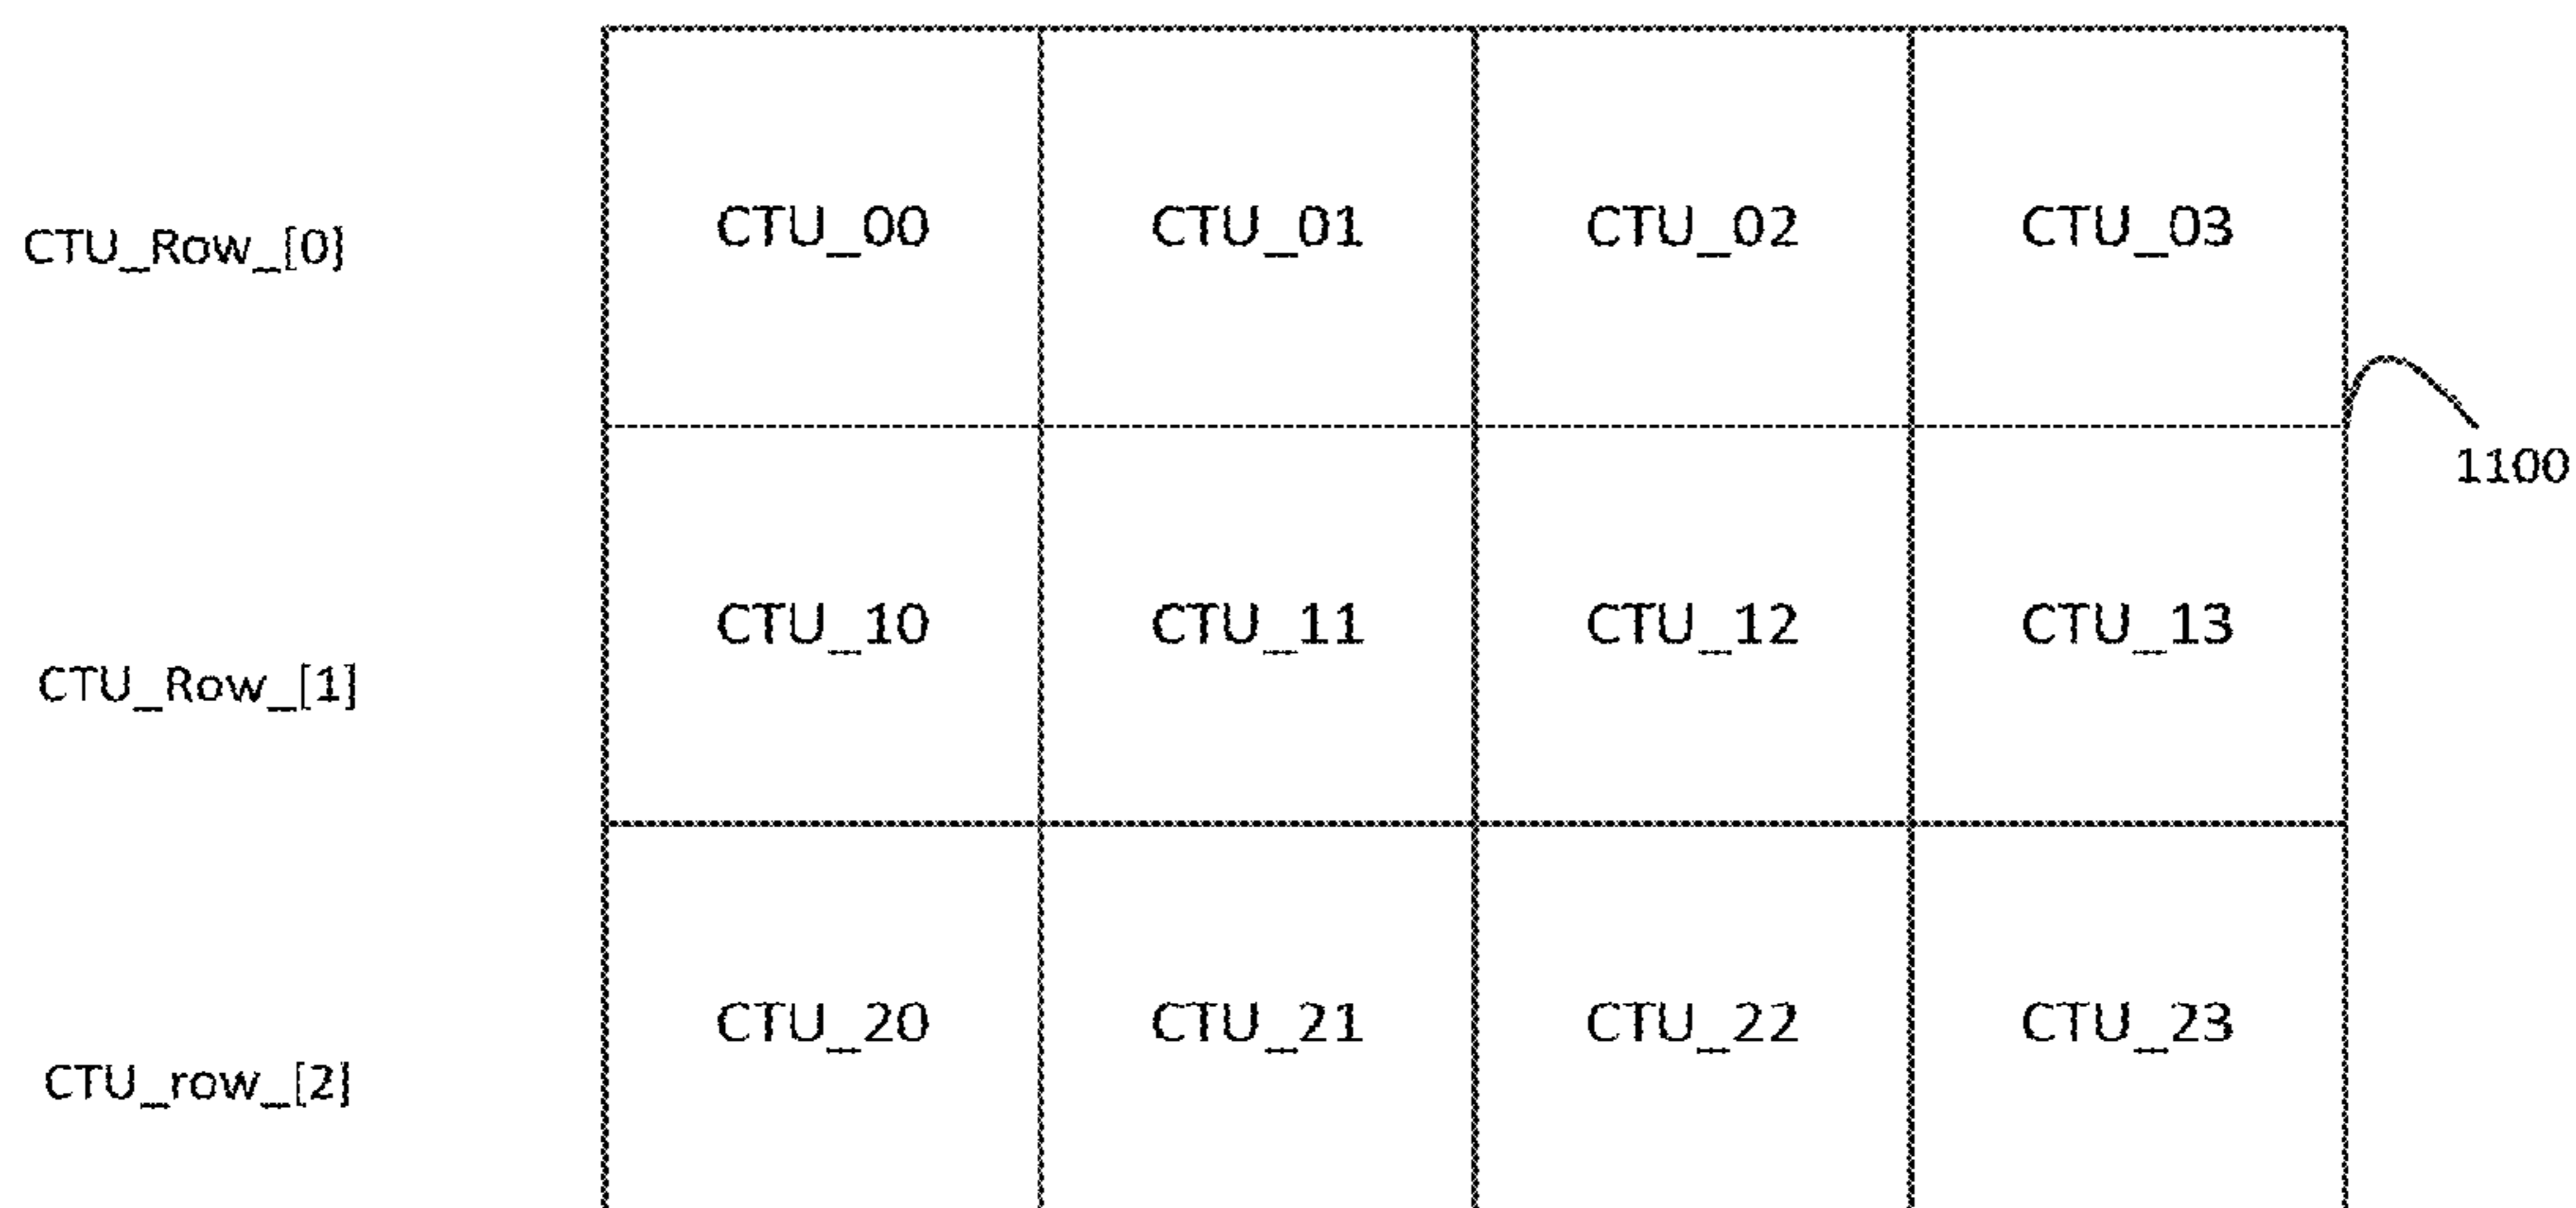 CTU_Row_[0] CTU_00 CTU_01 CTU_02 CTU_03
1100
CTU_Row_[1] CTU_10 CTU_11 CTU_12 CTU_13
CTU_row_[2] CTU_20 CTU_21 CTU_22 CTU_23